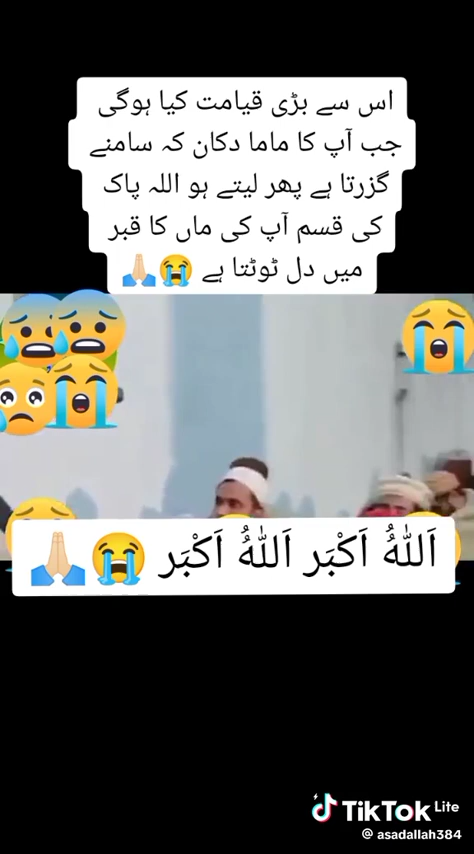 اس سے بڑی قیامت کیا ہوگی
جب آپ کا ماما دکان کہ سامنے
گزرتا ہے پھر لیتے ہو اللہ پاک
کی قسم آپ کی ماں کا قبر
میں دل ٹوٹتا ہے 😭🙏🏻
اَللّٰهُ اَکْبَر اَللّٰهُ اَکْبَر 😭🙏🏻
TikTok Lite
@asadallah384